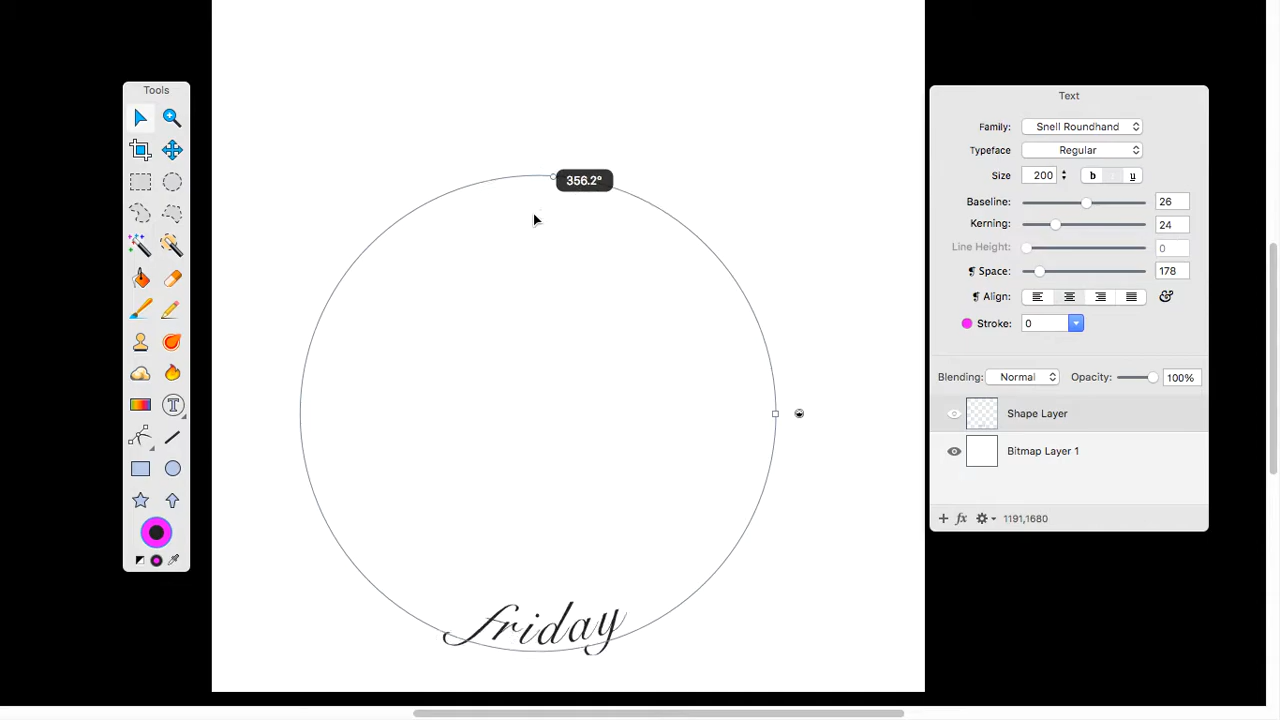 Tools
356.2°
friday
Text
Family: Snell Roundhand
Typeface: Regular
Size 200 b u
Baseline: 26
Kerning: 24
Line Height: 0
¶ Space: 178
¶ Align:
Stroke: 0
Blending: Normal Opacity: 100%
Shape Layer
Bitmap Layer 1
fx 1191,1680